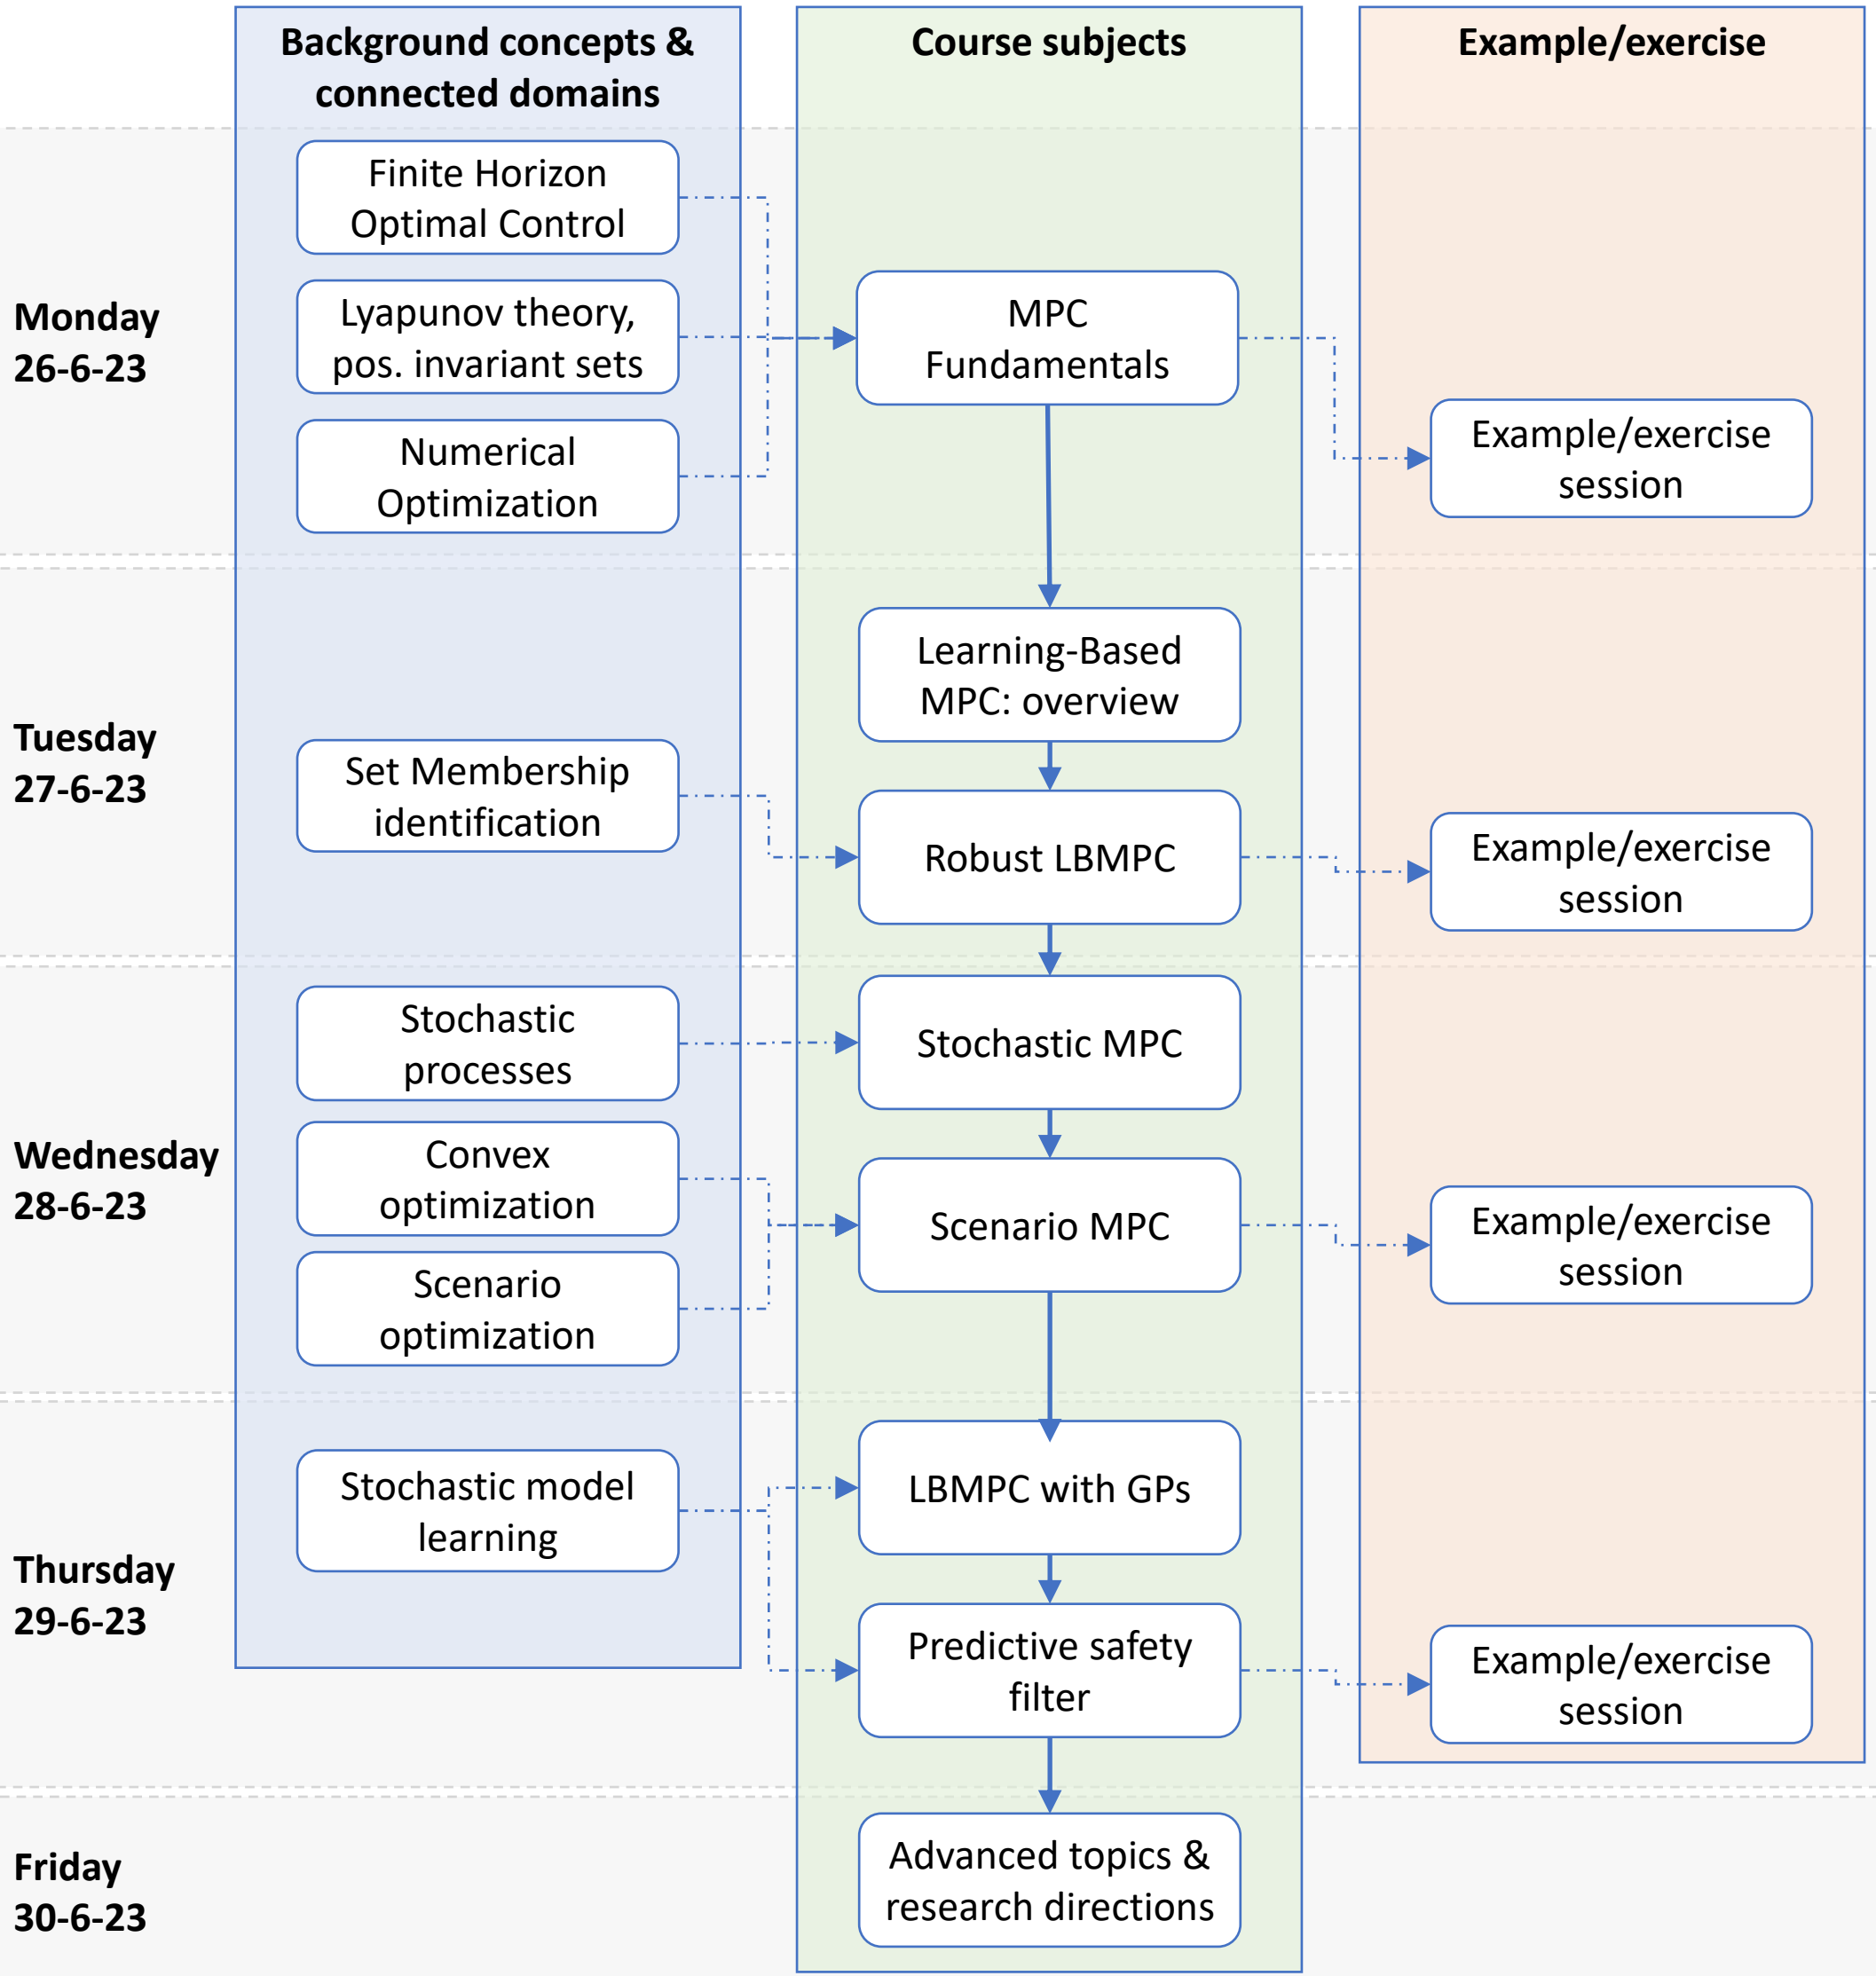 Background concepts &
connected domains
Course subjects
Example/exercise
Monday
26-6-23
Finite Horizon
Optimal Control
Lyapunov theory,
pos. invariant sets
Numerical
Optimization
MPC
Fundamentals
Example/exercise
session
Tuesday
27-6-23
Set Membership
identification
Learning-Based
MPC: overview
Robust LBMPC
Example/exercise
session
Wednesday
28-6-23
Stochastic
processes
Convex
optimization
Scenario
optimization
Stochastic MPC
Scenario MPC
Example/exercise
session
Thursday
29-6-23
Stochastic model
learning
LBMPC with GPs
Predictive safety
filter
Example/exercise
session
Friday
30-6-23
Advanced topics &
research directions